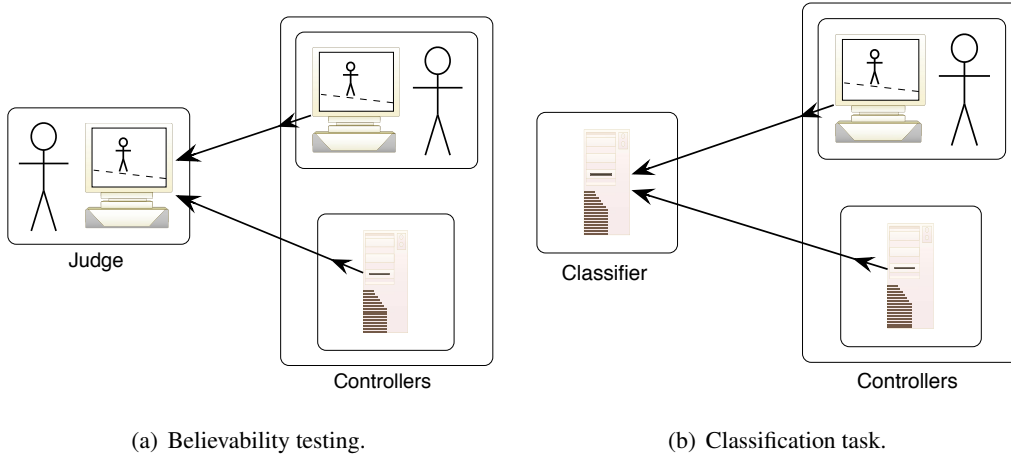 Judge
Controllers
(a) Believability testing.
Classifier
Controllers
(b) Classification task.